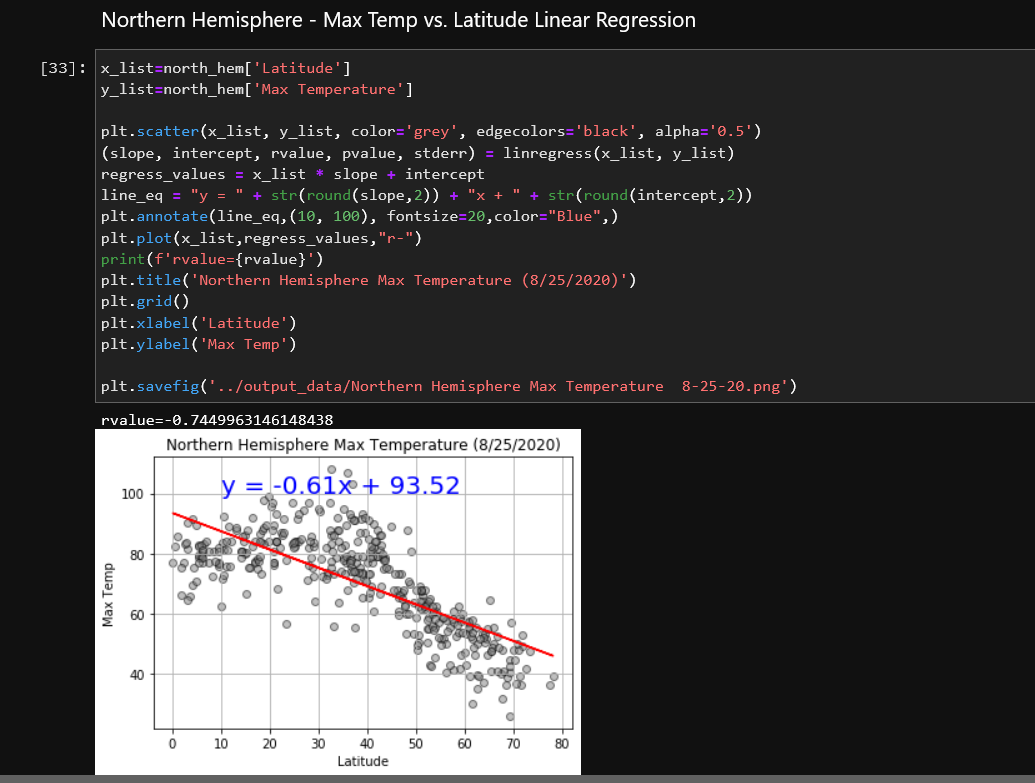 Northern Hemisphere - Max Temp vs. Latitude Linear Regression
[33]:
x_list=north_hem['Latitude']
y_list=north_hem['Max Temperature']
plt.scatter(x_list, y_list, color='grey', edgecolors='black', alpha='0.5')
(slope, intercept, rvalue, pvalue, stderr) = linregress(x_list, y_list)
regress_values = x_list * slope + intercept
line_eq = "y = " + str(round(slope,2)) + "x + " + str(round(intercept,2))
plt.annotate(line_eq,(10, 100), fontsize=20,color="Blue",)
plt.plot(x_list,regress_values,"r-")
print(f'rvalue={rvalue}')
plt.title('Northern Hemisphere Max Temperature (8/25/2020)')
plt.grid()
plt.xlabel('Latitude')
plt.ylabel('Max Temp')
plt.savefig('../output_data/Northern Hemisphere Max Temperature  8-25-20.png')
rvalue=-0.7449963146148438
Northern Hemisphere Max Temperature (8/25/2020)
y = -0.61x + 93.52
100
80
60
40
Max Temp
0 10 20 30 40 50 60 70 80
Latitude